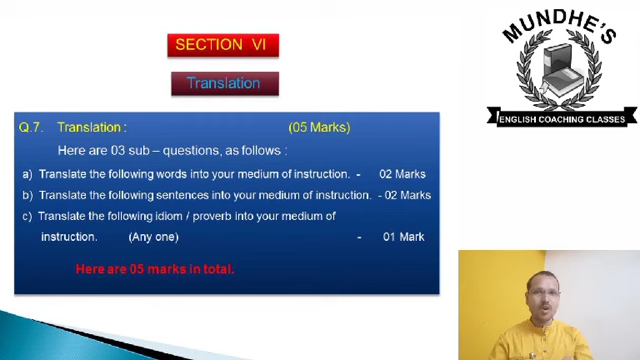 MUNDHE'S
ENGLISH COACHING CLASSES
SECTION VI
Translation
Q.7. Translation : (05 Marks)
Here are 03 sub – questions, as follows :
a) Translate the following words into your medium of instruction. - 02 Marks
b) Translate the following sentences into your medium of instruction. - 02 Marks
c) Translate the following idiom / proverb into your medium of
instruction. (Any one) - 01 Mark
Here are 05 marks in total.